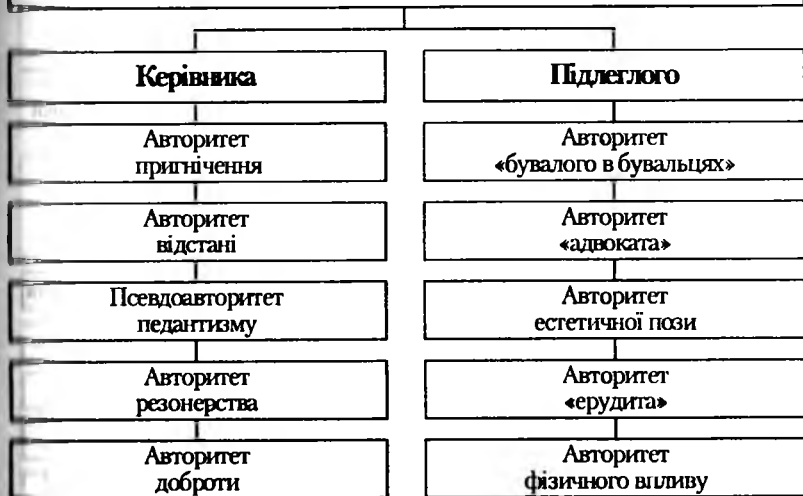 Керівника
Авторитет
пригнічення
Авторитет
відстані
Псевдоавторитет
педантизму
Авторитет
резонерства
Авторитет
доброти
Підлеглого
Авторитет
«бувалого в бувальцях»
Авторитет
«адвоката»
Авторитет
естетичної пози
Авторитет
«ерудита»
Авторитет
фізичного впливу